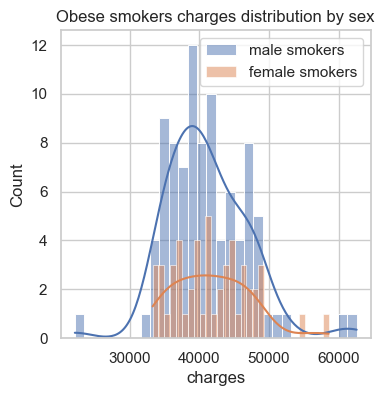 Obese smokers charges distribution by sex
male smokers
female smokers
Count
12
10
8
6
4
2
0
30000 40000 50000 60000
charges